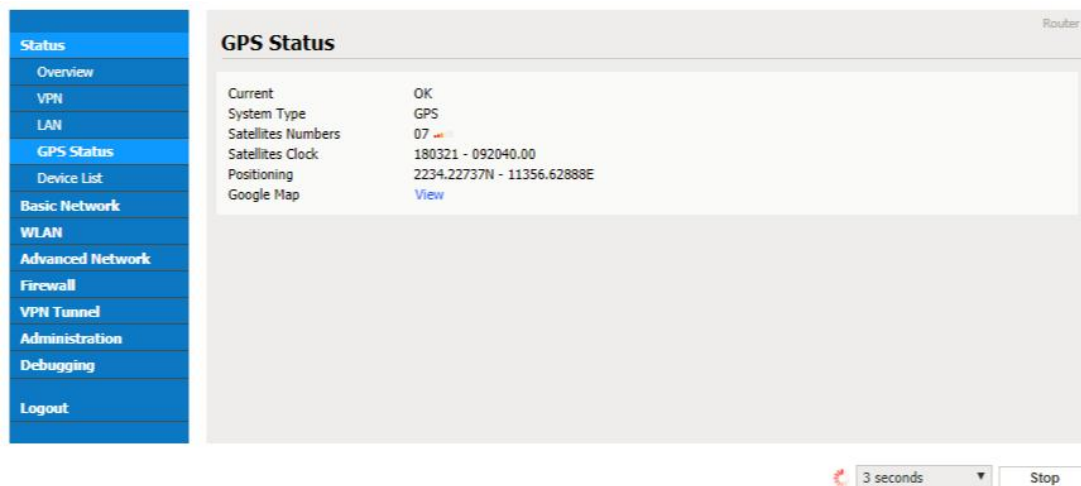 Router
Status
Overview
VPN
LAN
GPS Status
Device List
Basic Network
WLAN
Advanced Network
Firewall
VPN Tunnel
Administration
Debugging
Logout
GPS Status
Current OK
System Type GPS
Satellites Numbers 07
Satellites Clock 180321 - 092040.00
Positioning 2234.22737N - 11356.62888E
Google Map View
3 seconds Stop